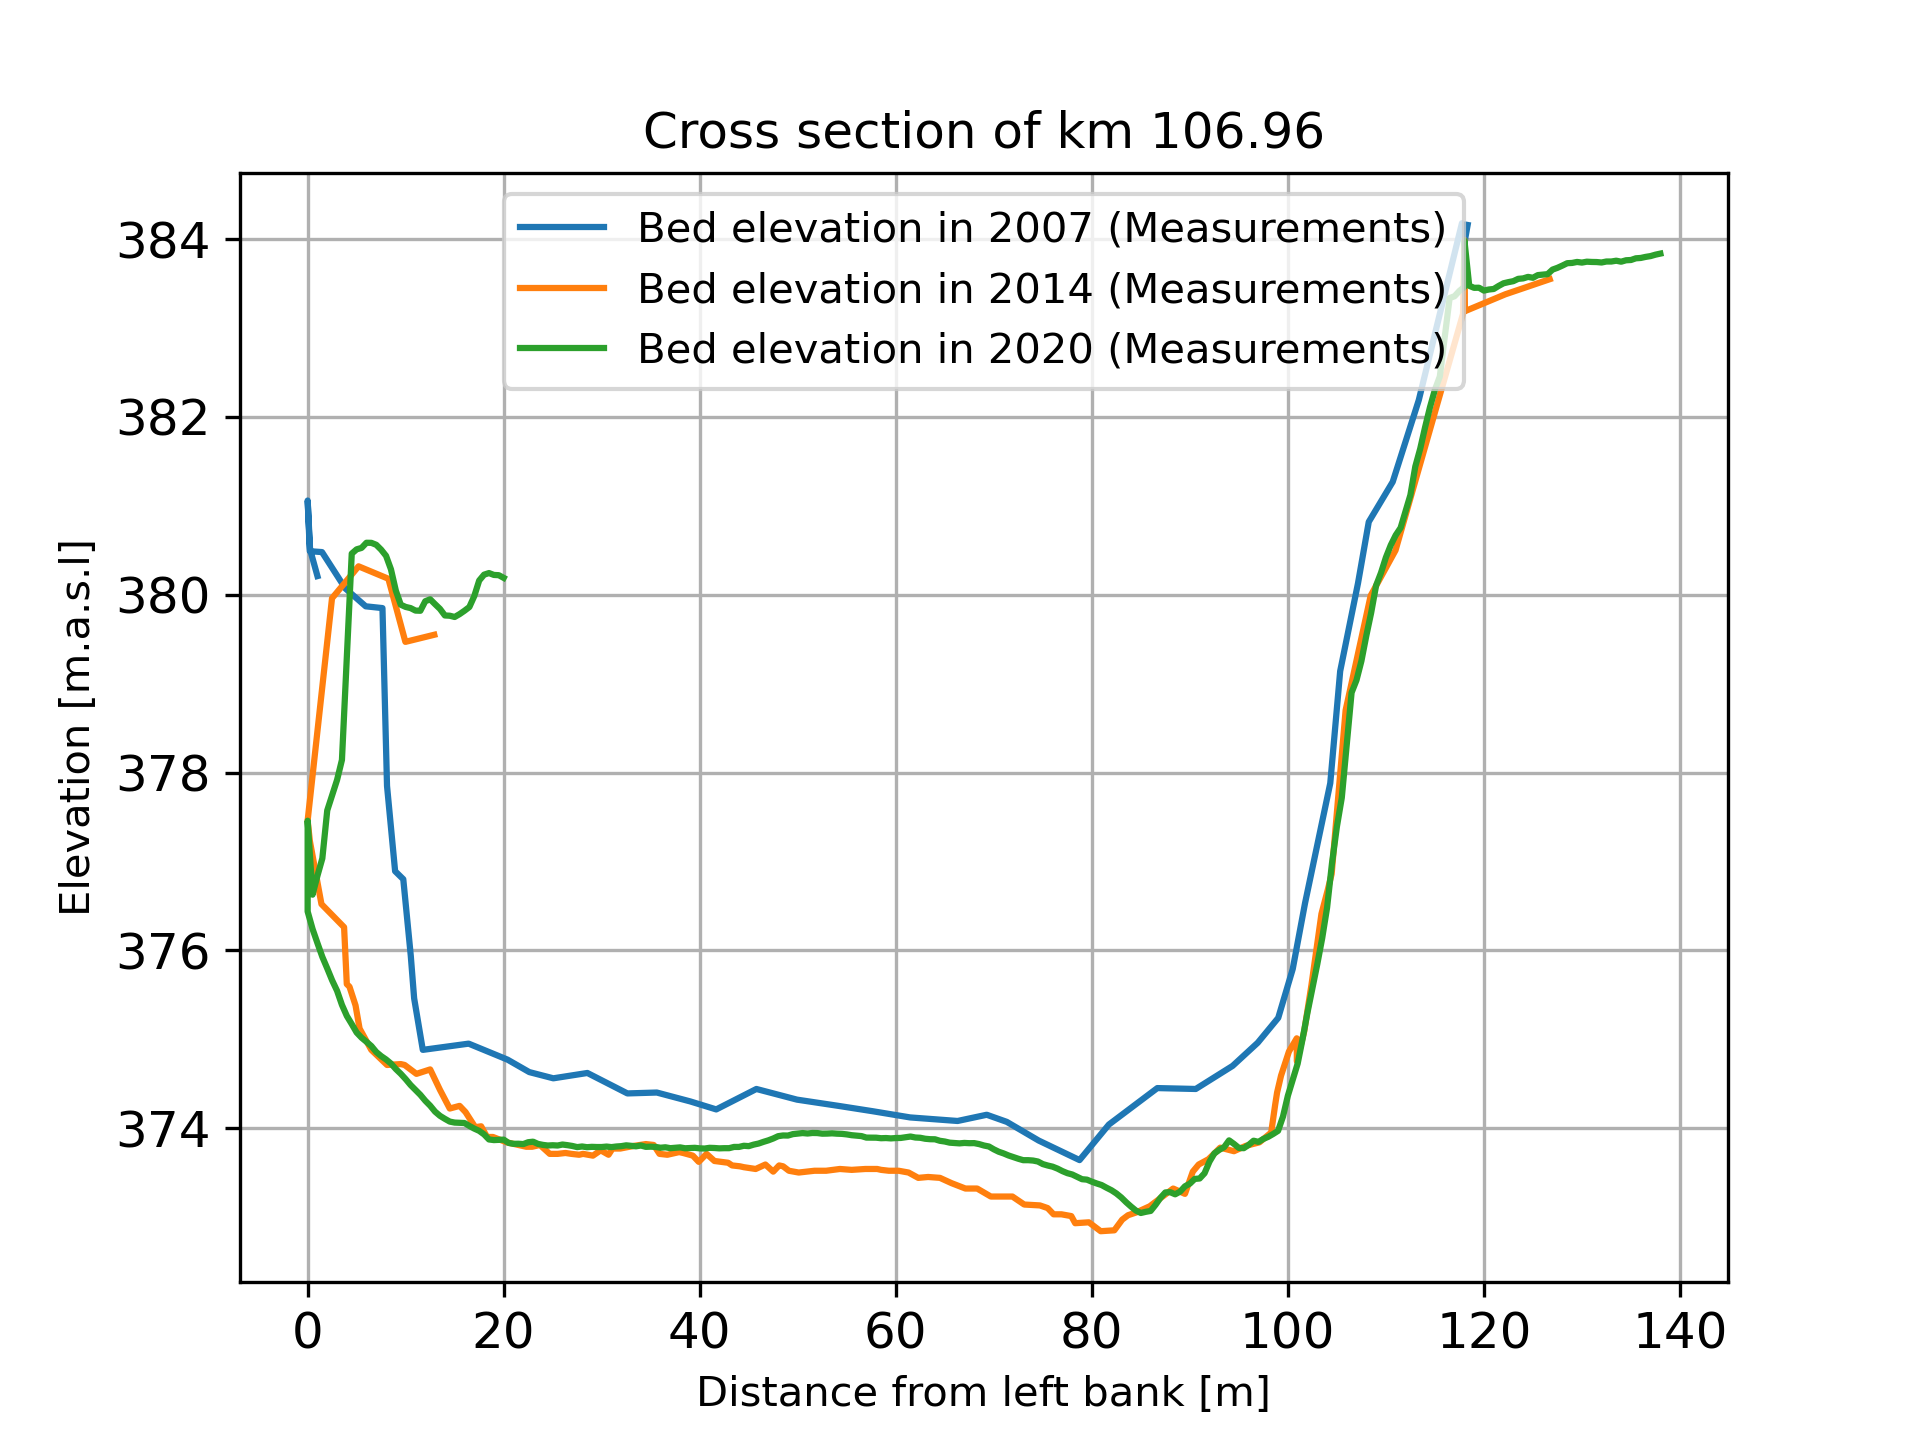 Cross section of km 106.96
Bed elevation in 2007 (Measurements)
Bed elevation in 2014 (Measurements)
Bed elevation in 2020 (Measurements)
384
382
380
378
376
374
Elevation [m.a.s.l]
0 20 40 60 80 100 120 140
Distance from left bank [m]